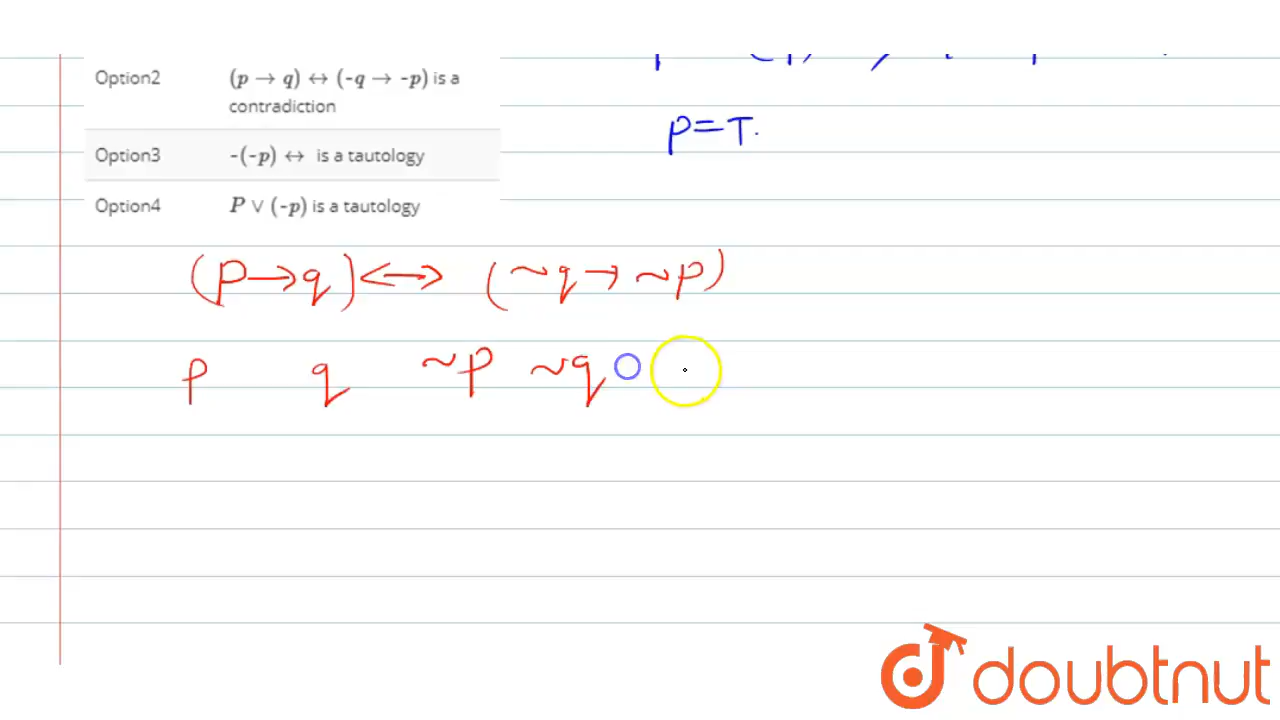 Option2 (p → q) ↔ (-q → -p) is a
contradiction
p = T.
Option3 -(-p) ↔ is a tautology
Option4 P ∨ (-p) is a tautology
(p → q) ↔ (~q → ~p)
p q ~p ~q
doubtnut